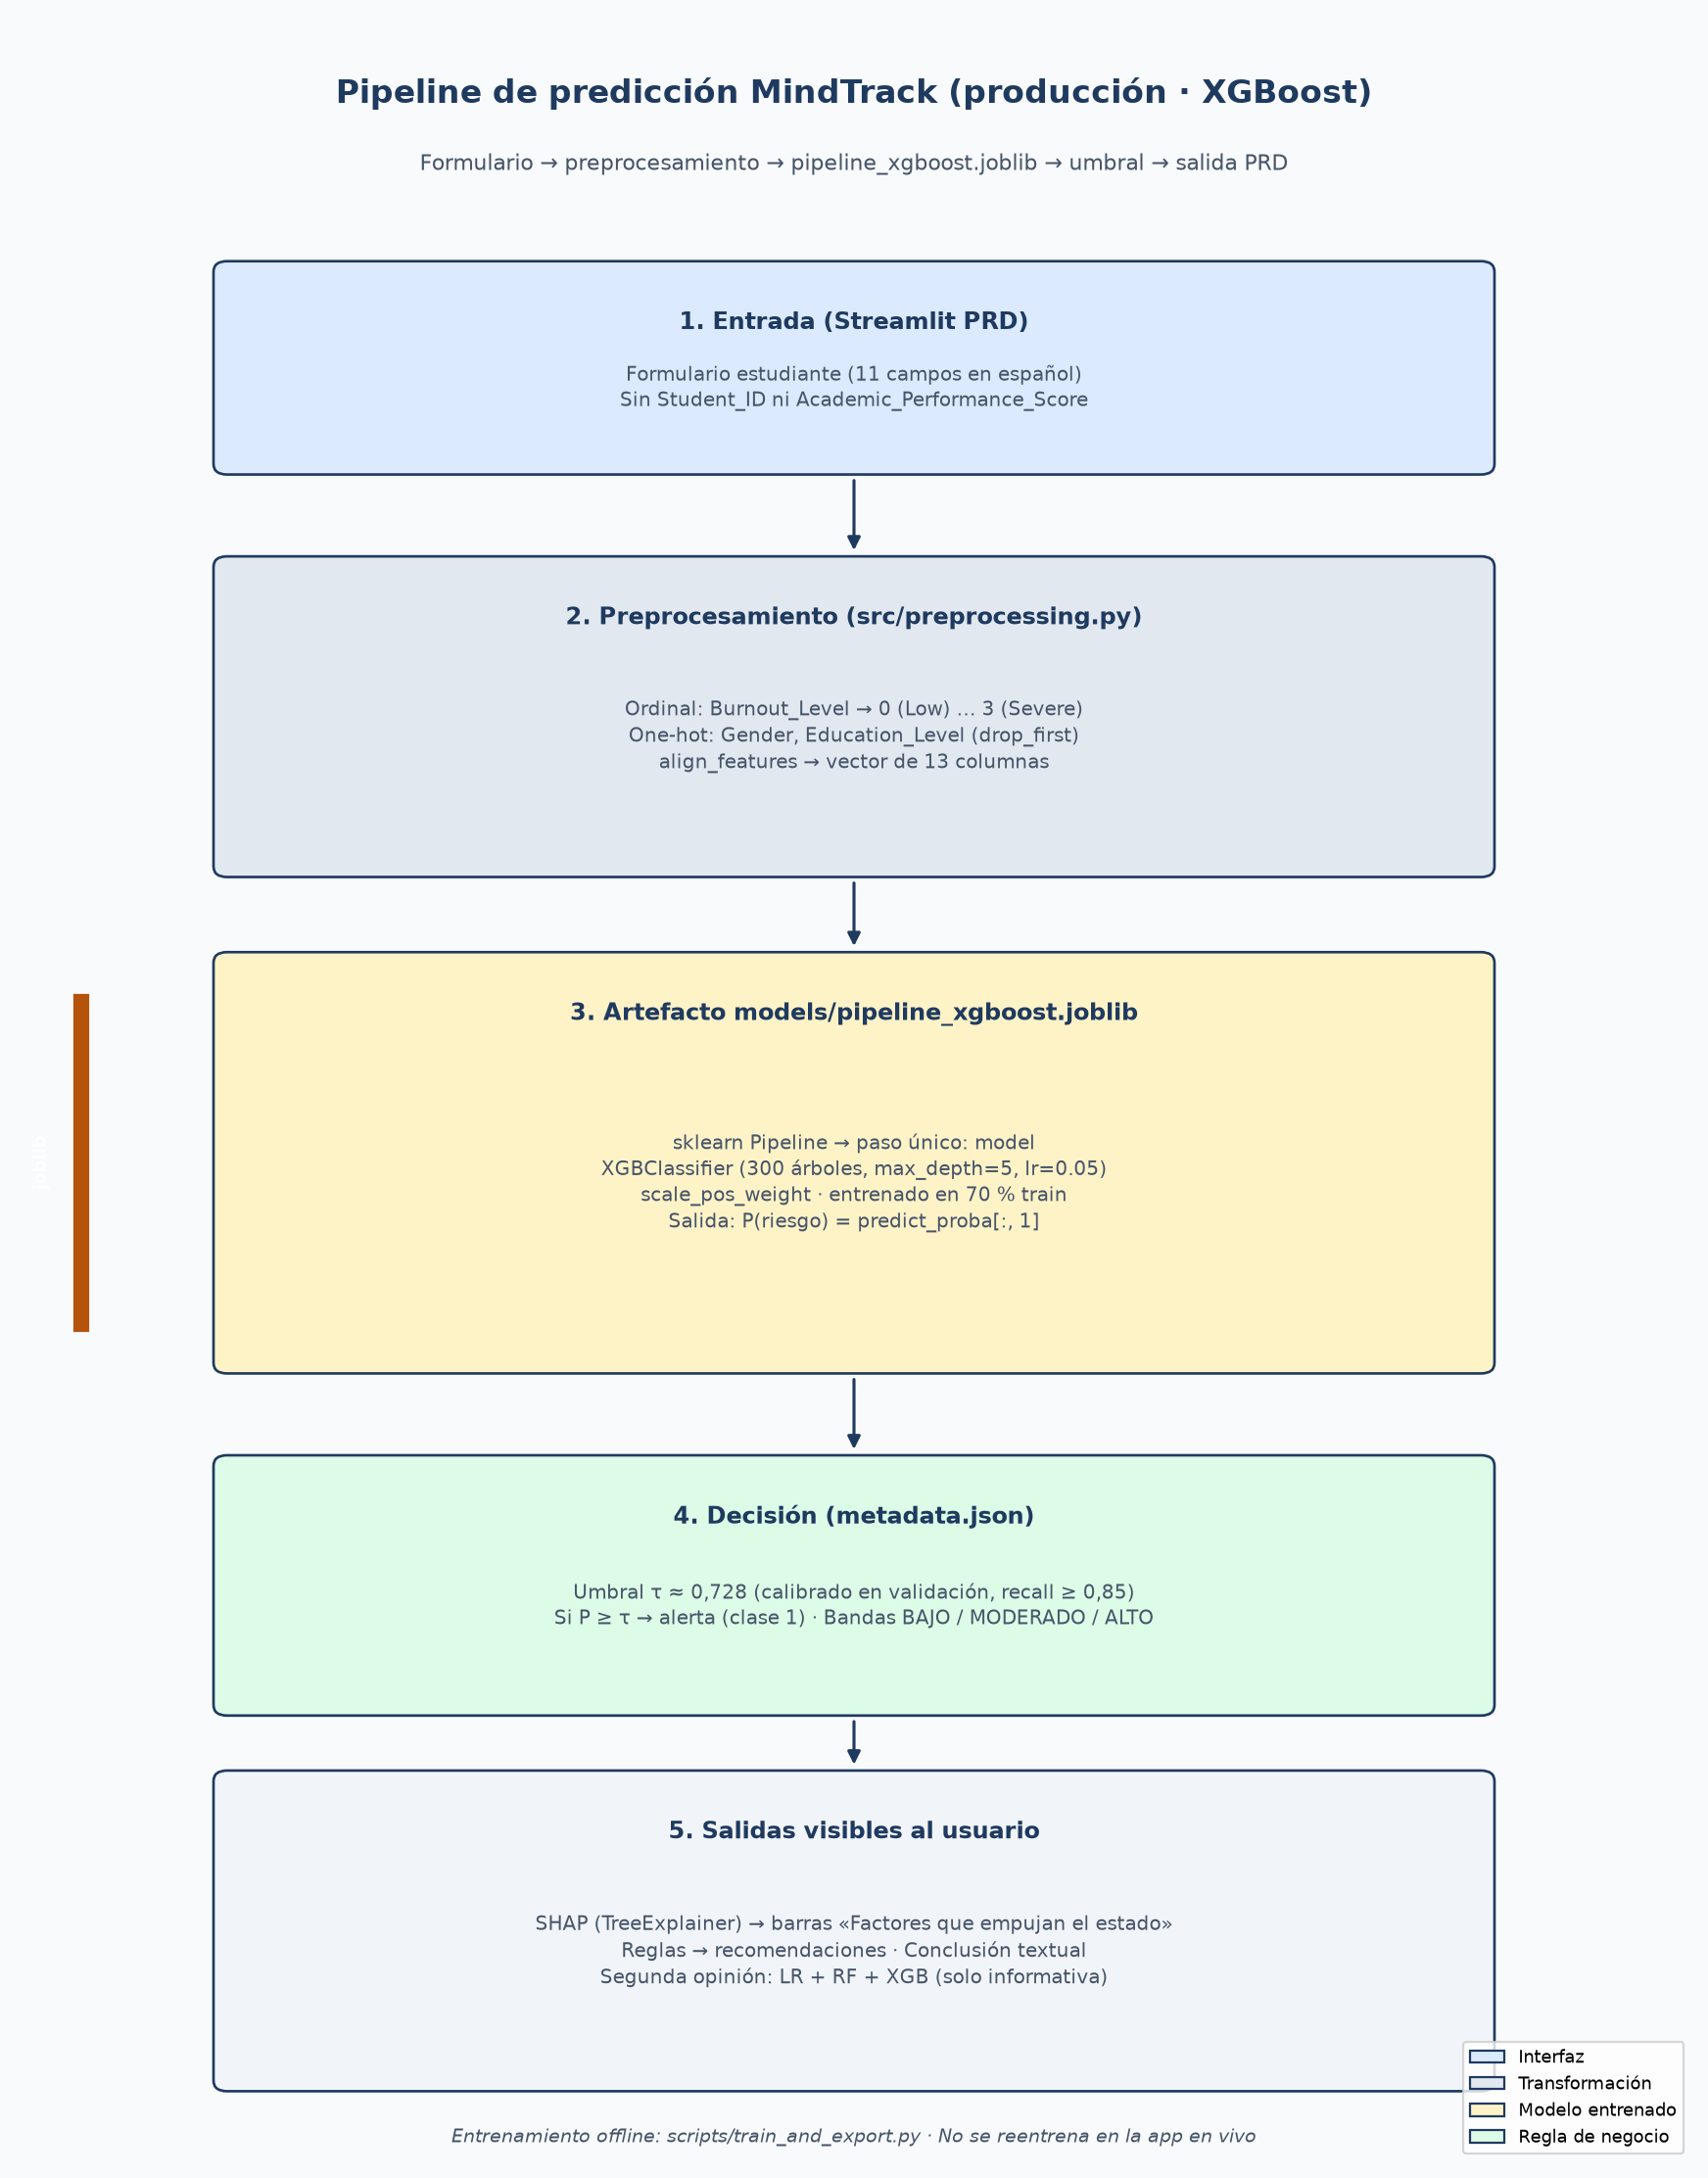 Pipeline de predicción MindTrack (producción · XGBoost)
Formulario → preprocesamiento → pipeline_xgboost.joblib → umbral → salida PRD
1. Entrada (Streamlit PRD)
Formulario estudiante (11 campos en español)
Sin Student_ID ni Academic_Performance_Score
2. Preprocesamiento (src/preprocessing.py)
Ordinal: Burnout_Level → 0 (Low) … 3 (Severe)
One-hot: Gender, Education_Level (drop_first)
align_features → vector de 13 columnas
3. Artefacto models/pipeline_xgboost.joblib
joblib
sklearn Pipeline → paso único: model
XGBClassifier (300 árboles, max_depth=5, lr=0.05)
scale_pos_weight · entrenado en 70 % train
Salida: P(riesgo) = predict_proba[:, 1]
4. Decisión (metadata.json)
Umbral τ ≈ 0,728 (calibrado en validación, recall ≥ 0,85)
Si P ≥ τ → alerta (clase 1) · Bandas BAJO / MODERADO / ALTO
5. Salidas visibles al usuario
SHAP (TreeExplainer) → barras «Factores que empujan el estado»
Reglas → recomendaciones · Conclusión textual
Segunda opinión: LR + RF + XGB (solo informativa)
Interfaz
Transformación
Modelo entrenado
Regla de negocio
Entrenamiento offline: scripts/train_and_export.py · No se reentrena en la app en vivo